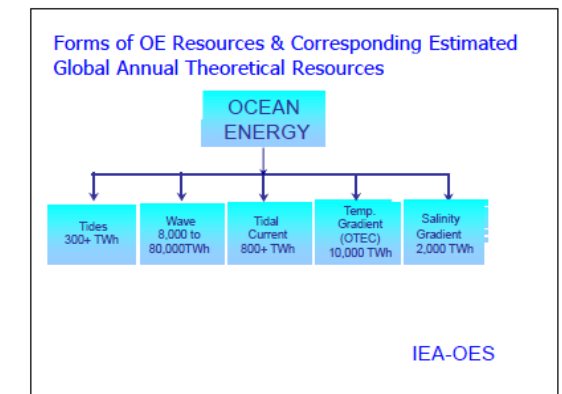 Forms of OE Resources & Corresponding Estimated
Global Annual Theoretical Resources
OCEAN
ENERGY
Tides
300+ TWh
Wave
8,000 to
80,000TWh
Tidal
Current
800+ TWh
Temp.
Gradient
(OTEC)
10,000 TWh
Salinity
Gradient
2,000 TWh
IEA-OES